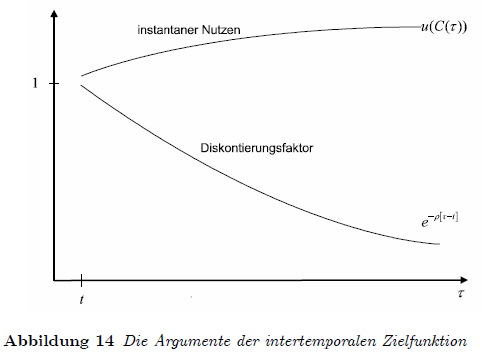 instantaner Nutzen
u(C(τ))
1
Diskontierungsfaktor
e^{-ρ[τ-t]}
t
τ
Abbildung 14 Die Argumente der intertemporalen Zielfunktion